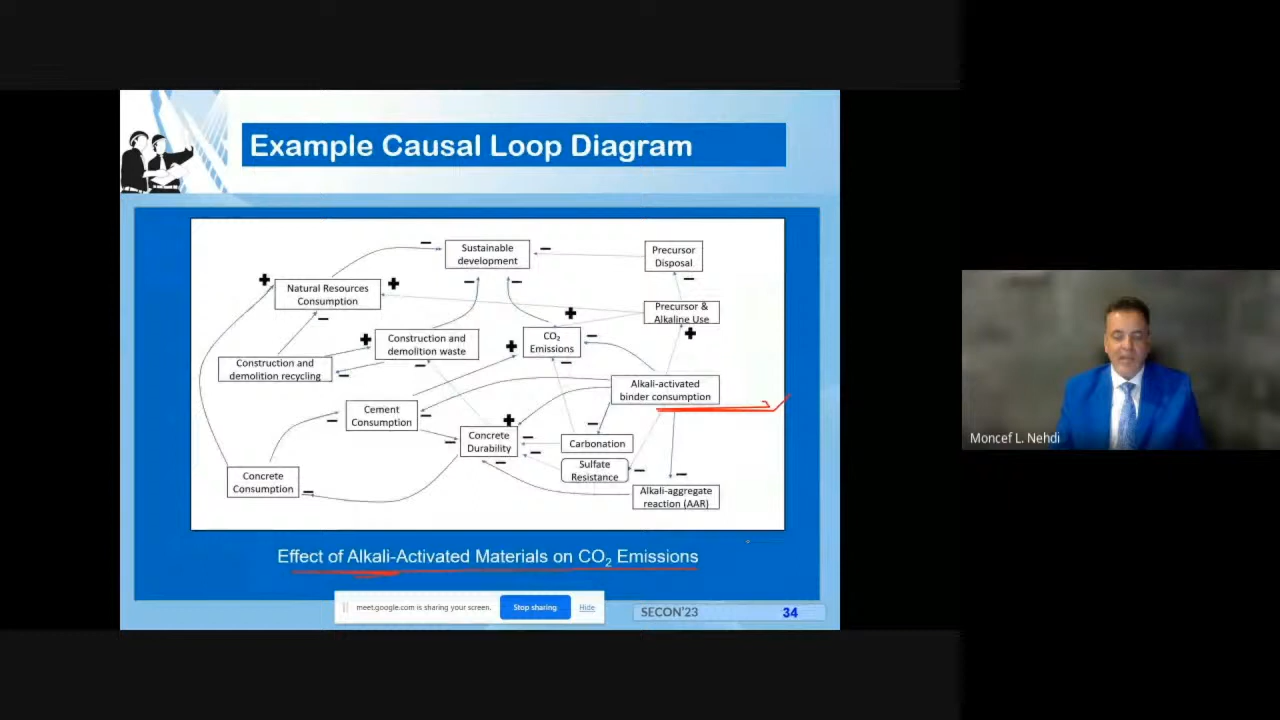 Example Causal Loop Diagram
Sustainable
development
Precursor
Disposal
Natural Resources
Consumption
Precursor &
Alkaline Use
Construction and
demolition waste
CO₂
Emissions
Construction and
demolition recycling
Alkali-activated
binder consumption
Cement
Consumption
Concrete
Durability
Carbonation
Sulfate
Resistance
Concrete
Consumption
Alkali-aggregate
reaction (AAR)
Effect of Alkali-Activated Materials on CO₂ Emissions
meet.google.com is sharing your screen.
Stop sharing
Hide
SECON'23
34
Moncef L. Nehdi